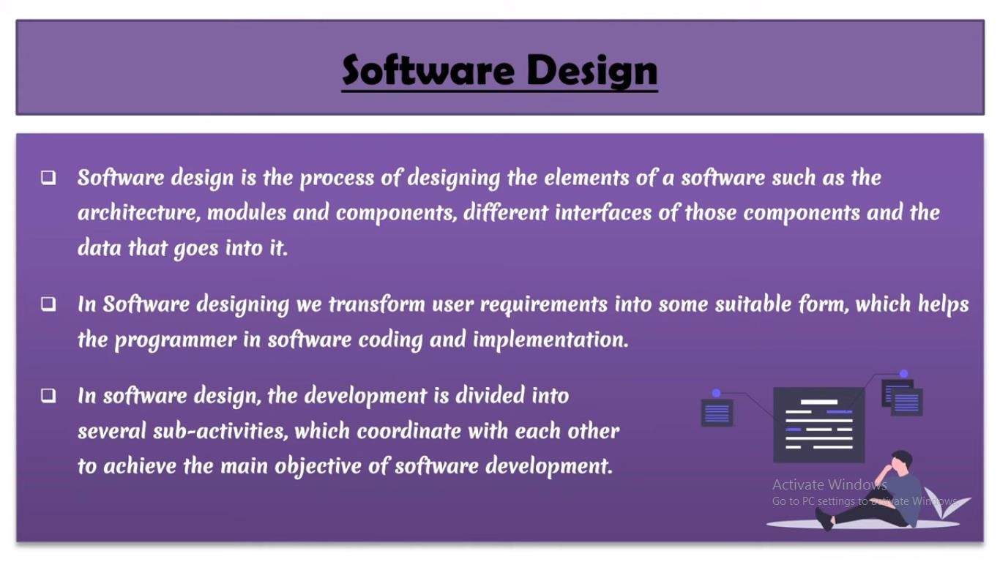 Software Design
❑ Software design is the process of designing the elements of a software such as the
architecture, modules and components, different interfaces of those components and the
data that goes into it.
❑ In Software designing we transform user requirements into some suitable form, which helps
the programmer in software coding and implementation.
❑ In software design, the development is divided into
several sub-activities, which coordinate with each other
to achieve the main objective of software development.
Activate Windows
Go to PC settings to activate Windows.